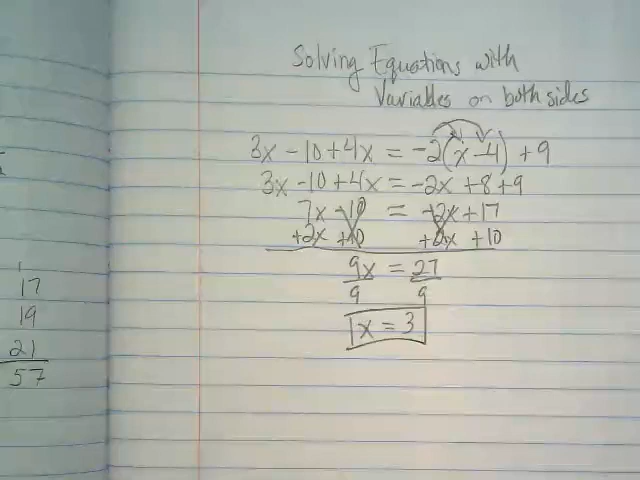 Solving Equations with
Variables on both sides
3x - 10 + 4x = -2(x - 4) + 9
3x - 10 + 4x = -2x + 8 + 9
7x - 10 = -2x + 17
+2x +10 +2x +10
9x = 27
9 9
x = 3
1
17
19
21
57